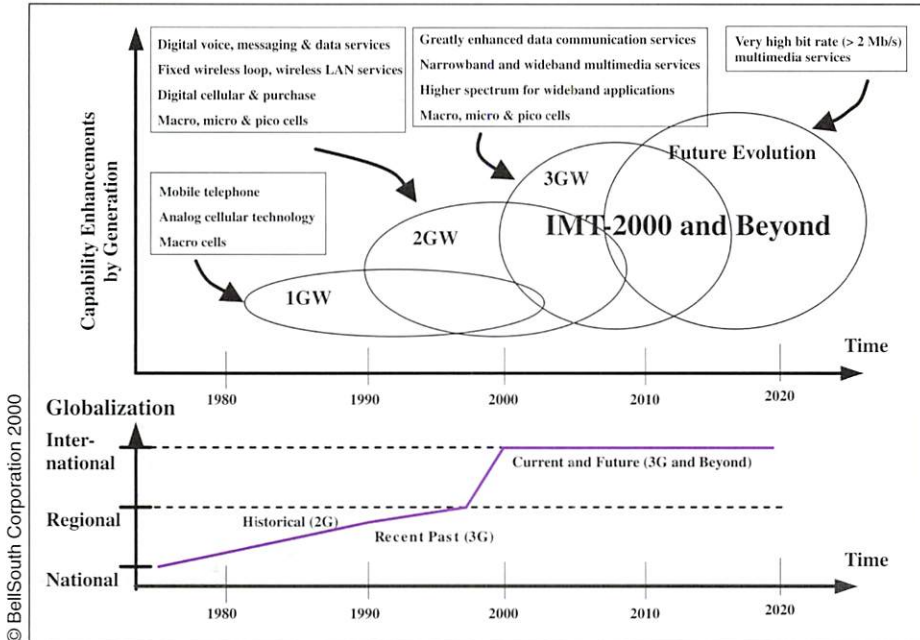 Digital voice, messaging & data services
Fixed wireless loop, wireless LAN services
Digital cellular & purchase
Macro, micro & pico cells
Greatly enhanced data communication services
Narrowband and wideband multimedia services
Higher spectrum for wideband applications
Macro, micro & pico cells
Very high bit rate (> 2 Mb/s)
multimedia services
Mobile telephone
Analog cellular technology
Macro cells
Capability Enhancements
by Generation
1GW
2GW
3GW
Future Evolution
IMT-2000 and Beyond
Time
1980
1990
2000
2010
2020
Globalization
Inter-
national
Regional
National
Current and Future (3G and Beyond)
Historical (2G)
Recent Past (3G)
Time
1980
1990
2000
2010
2020
© BellSouth Corporation 2000